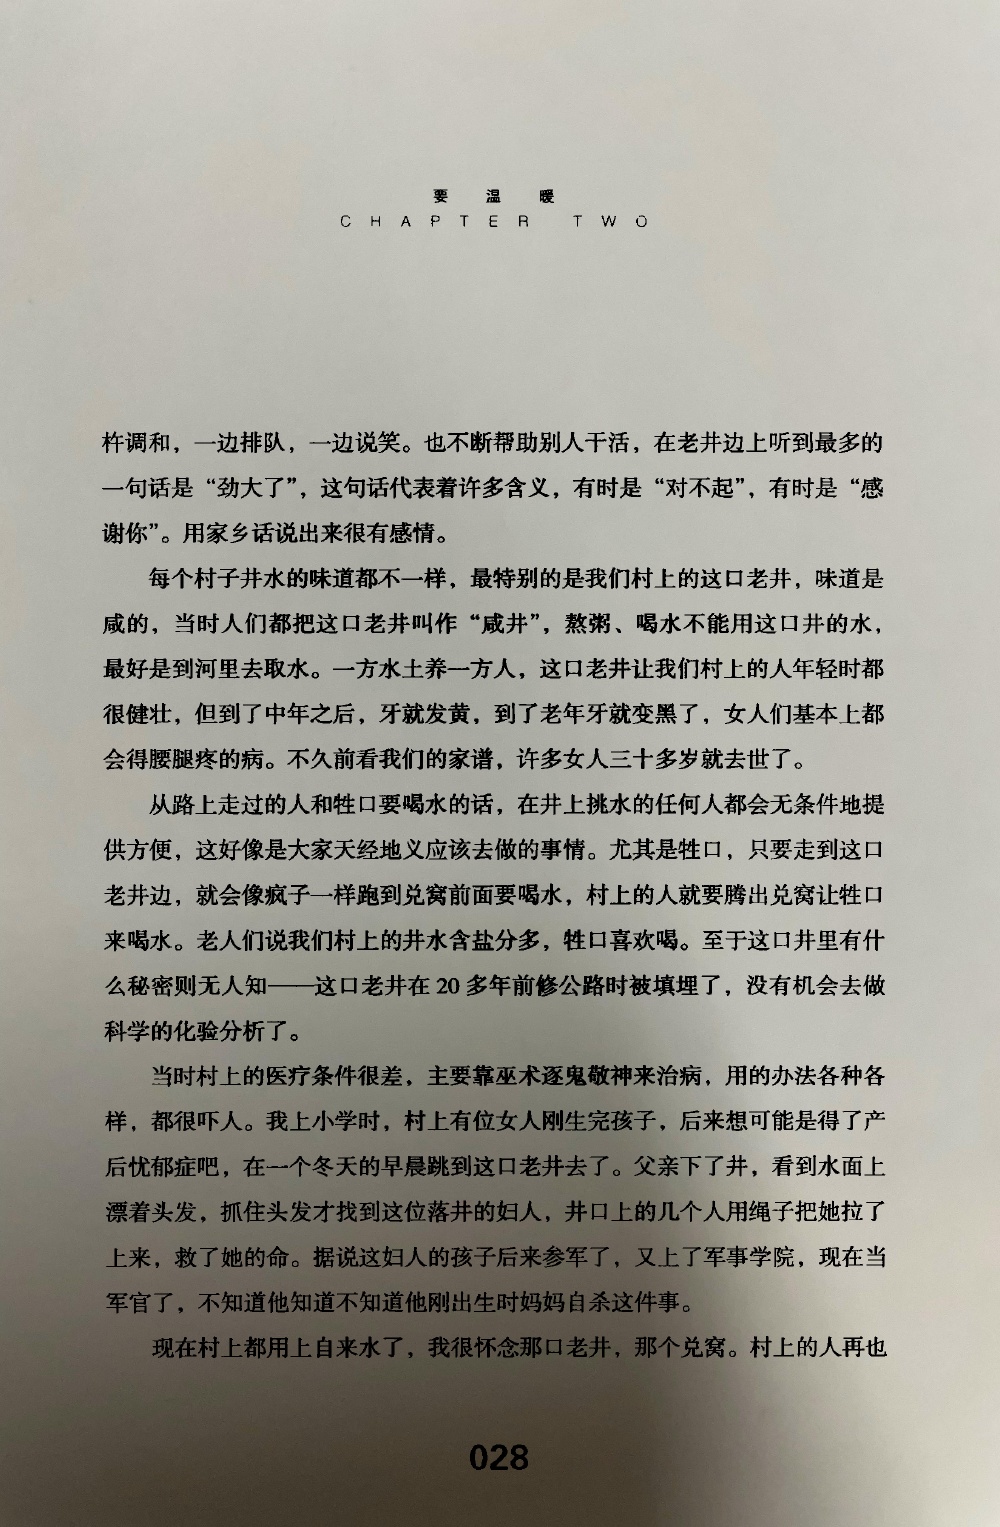 要温暖
CHAPTER TWO
杵调和，一边排队，一边说笑。也不断帮助别人干活，在老井边上听到最多的
一句话是“劲大了”，这句话代表着许多含义，有时是“对不起”，有时是“感
谢你”。用家乡话说出来很有感情。
每个村子井水的味道都不一样，最特别的是我们村上的这口老井，味道是
咸的，当时人们都把这口老井叫作“咸井”，熬粥、喝水不能用这口井的水，
最好是到河里去取水。一方水土养一方人，这口老井让我们村上的人年轻时都
很健壮，但到了中年之后，牙就发黄，到了老年牙就变黑了，女人们基本上都
会得腰腿疼的病。不久前看我们的家谱，许多女人三十多岁就去世了。
从路上走过的人和牲口要喝水的话，在井上挑水的任何人都会无条件地提
供方便，这好像是大家天经地义应该去做的事情。尤其是牲口，只要走到这口
老井边，就会像疯子一样跑到兑窝前面要喝水，村上的人就要腾出兑窝让牲口
来喝水。老人们说我们村上的井水含盐分多，牲口喜欢喝。至于这口井里有什
么秘密则无人知——这口老井在 20 多年前修公路时被填埋了，没有机会去做
科学的化验分析了。
当时村上的医疗条件很差，主要靠巫术逐鬼敬神来治病，用的办法各种各
样，都很吓人。我上小学时，村上有位女人刚生完孩子，后来想可能是得了产
后忧郁症吧，在一个冬天的早晨跳到这口老井去了。父亲下了井，看到水面上
漂着头发，抓住头发才找到这位落井的妇人，井口上的几个人用绳子把她拉了
上来，救了她的命。据说这妇人的孩子后来参军了，又上了军事学院，现在当
军官了，不知道他知道不知道他刚出生时妈妈自杀这件事。
现在村上都用上自来水了，我很怀念那口老井，那个兑窝。村上的人再也
028